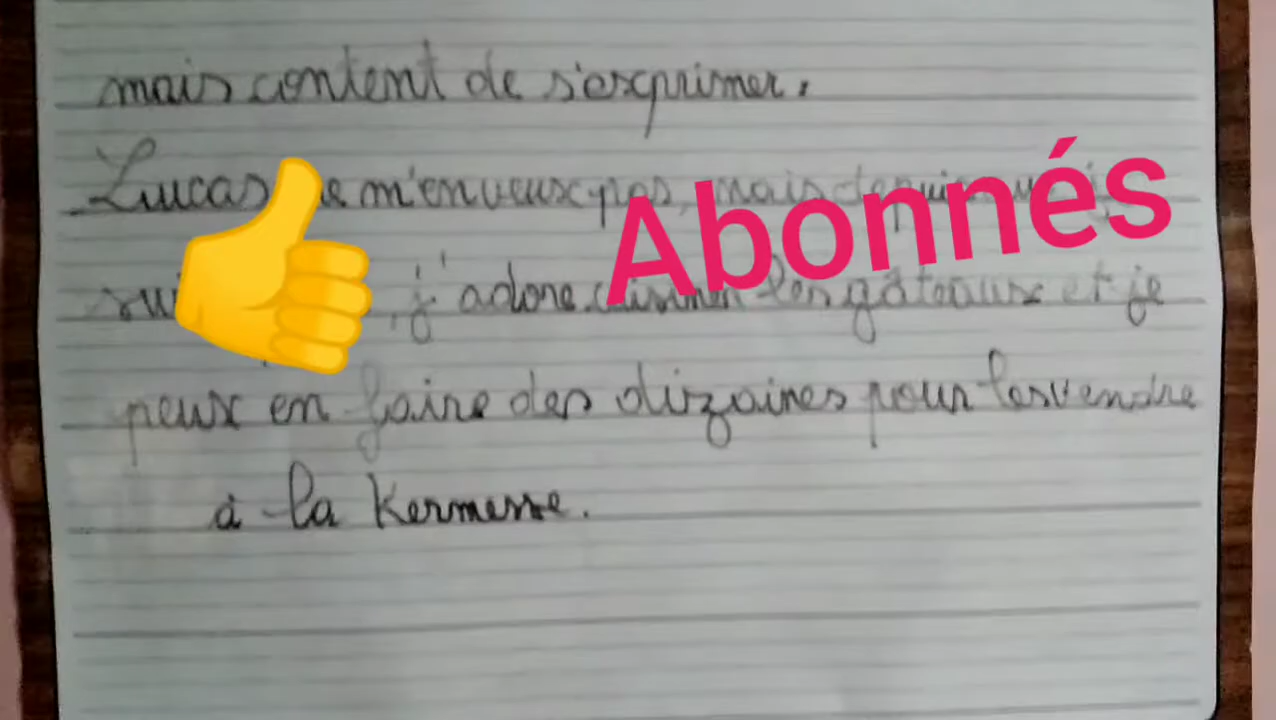 mais content de s'exprimer.
Lucas m'en veux pas, mais depuis
Abonnés
j'adore cuisiner les gâteaux et je
peux en faire des dizaines pour les vendre
à la Kermesse.